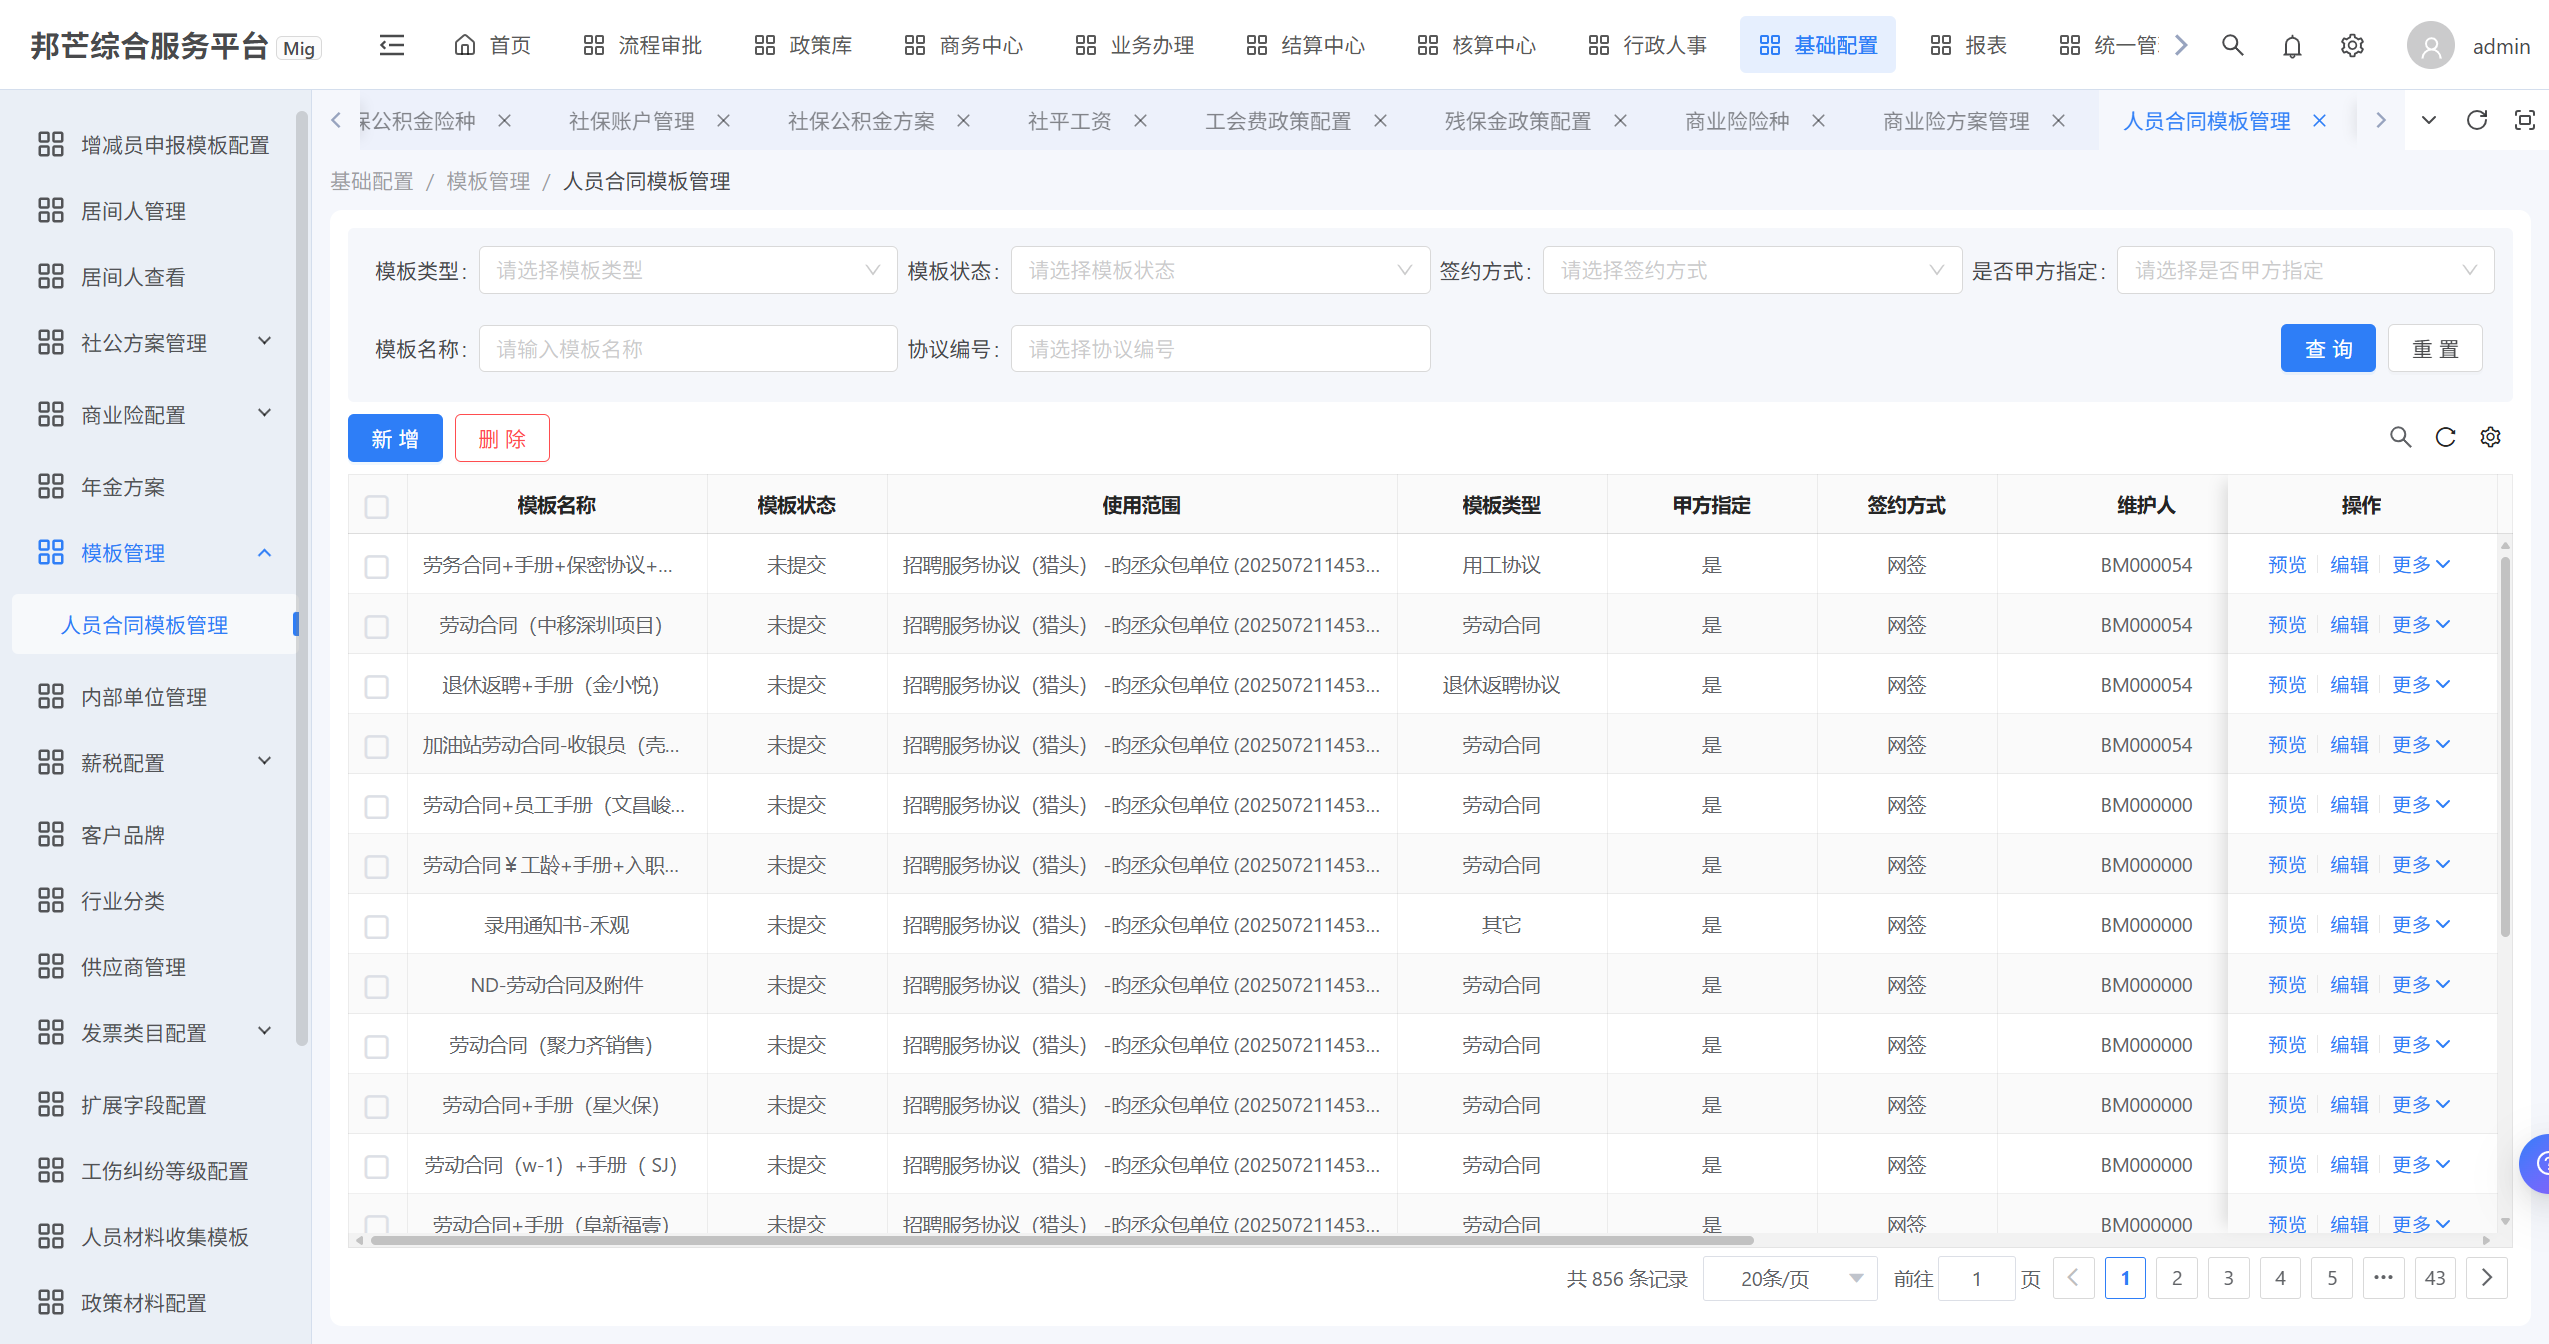 邦芒综合服务平台 Mig
首页 流程审批 政策库 商务中心 业务办理 结算中心 核算中心 行政人事 基础配置 报表 统一管 admin
增减员申报模板配置
居间人管理
居间人查看
社公方案管理
商业险配置
年金方案
模板管理
人员合同模板管理
内部单位管理
薪税配置
客户品牌
行业分类
供应商管理
发票类目配置
扩展字段配置
工伤纠纷等级配置
人员材料收集模板
政策材料配置
保公积金险种 社保账户管理 社保公积金方案 社平工资 工会费政策配置 残保金政策配置 商业险险种 商业险方案管理 人员合同模板管理
基础配置 / 模板管理 / 人员合同模板管理
模板类型: 请选择模板类型 模板状态: 请选择模板状态 签约方式: 请选择签约方式 是否甲方指定: 请选择是否甲方指定
模板名称: 请输入模板名称 协议编号: 请选择协议编号 查 询 重 置
新 增 删 除
模板名称 模板状态 使用范围 模板类型 甲方指定 签约方式 维护人 操作
劳务合同+手册+保密协议+... 未提交 招聘服务协议（猎头） -昀丞众包单位 (202507211453... 用工协议 是 网签 BM000054 预览 编辑 更多
劳动合同（中移深圳项目） 未提交 招聘服务协议（猎头） -昀丞众包单位 (202507211453... 劳动合同 是 网签 BM000054 预览 编辑 更多
退休返聘+手册（金小悦） 未提交 招聘服务协议（猎头） -昀丞众包单位 (202507211453... 退休返聘协议 是 网签 BM000054 预览 编辑 更多
加油站劳动合同-收银员（壳... 未提交 招聘服务协议（猎头） -昀丞众包单位 (202507211453... 劳动合同 是 网签 BM000054 预览 编辑 更多
劳动合同+员工手册（文昌峻... 未提交 招聘服务协议（猎头） -昀丞众包单位 (202507211453... 劳动合同 是 网签 BM000000 预览 编辑 更多
劳动合同￥工龄+手册+入职... 未提交 招聘服务协议（猎头） -昀丞众包单位 (202507211453... 劳动合同 是 网签 BM000000 预览 编辑 更多
录用通知书-禾观 未提交 招聘服务协议（猎头） -昀丞众包单位 (202507211453... 其它 是 网签 BM000000 预览 编辑 更多
ND-劳动合同及附件 未提交 招聘服务协议（猎头） -昀丞众包单位 (202507211453... 劳动合同 是 网签 BM000000 预览 编辑 更多
劳动合同（聚力齐销售） 未提交 招聘服务协议（猎头） -昀丞众包单位 (202507211453... 劳动合同 是 网签 BM000000 预览 编辑 更多
劳动合同+手册（星火保） 未提交 招聘服务协议（猎头） -昀丞众包单位 (202507211453... 劳动合同 是 网签 BM000000 预览 编辑 更多
劳动合同（w-1）+手册（ SJ） 未提交 招聘服务协议（猎头） -昀丞众包单位 (202507211453... 劳动合同 是 网签 BM000000 预览 编辑 更多
劳动合同+手册（阜新福壹） 未提交 招聘服务协议（猎头） -昀丞众包单位 (202507211453... 劳动合同 是 网签 BM000000 预览 编辑 更多
共 856 条记录 20条/页 前往 1 页 1 2 3 4 5 ... 43